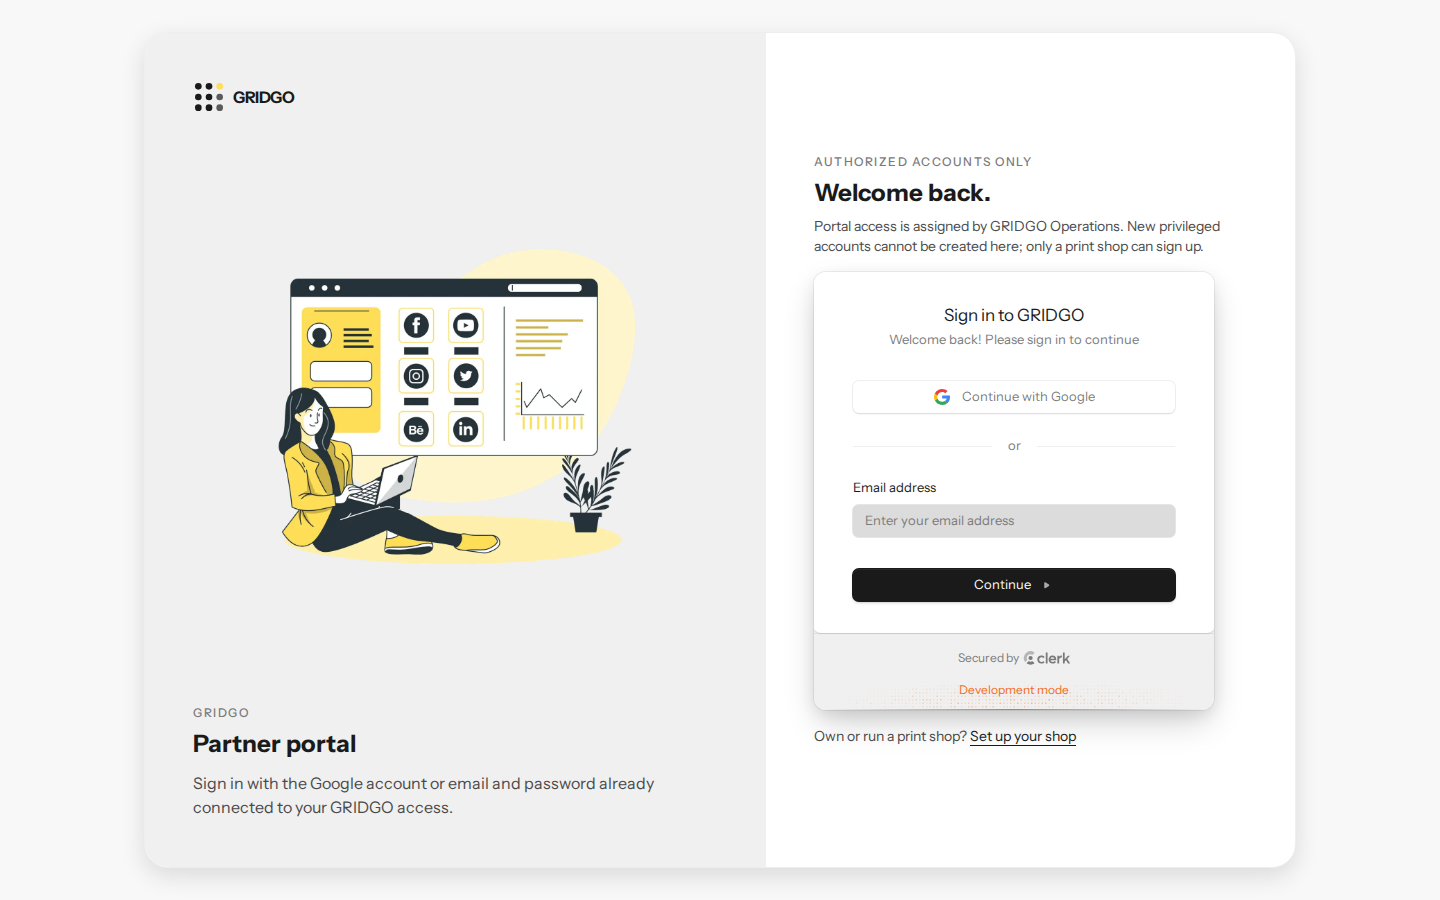 GRIDGO
GRIDGO
Partner portal
Sign in with the Google account or email and password already
connected to your GRIDGO access.
AUTHORIZED ACCOUNTS ONLY
Welcome back.
Portal access is assigned by GRIDGO Operations. New privileged
accounts cannot be created here; only a print shop can sign up.
Sign in to GRIDGO
Welcome back! Please sign in to continue
Continue with Google
or
Email address
Enter your email address
Continue
Secured by clerk
Development mode
Own or run a print shop? Set up your shop
Bē
in